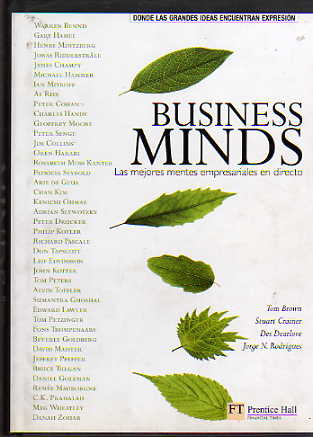 DONDE LAS GRANDES IDEAS ENCUENTRAN EXPRESIÓN
WARREN BENNIS
GARY HAMEL
HENRY MINTZBERG
JONAS RIDDERSTRÅLE
JAMES CHAMPY
MICHAEL HAMMER
IAN MITROFF
AL RIES
PETER COHAN
CHARLES HANDY
GEOFFREY MOORE
PETER SENGE
JIM COLLINS
OREN HARARI
ROSABETH MOSS KANTER
PATRICIA SEYBOLD
ARIE DE GEUS
CHAN KIM
KENICHI OHMAE
ADRIAN SLYWOTZKY
PETER DRUCKER
PHILIP KOTLER
RICHARD PASCALE
DON TAPSCOTT
LEIF EDVINSSON
JOHN KOTTER
TOM PETERS
ALVIN TOFFLER
SUMANTRA GHOSHAL
EDWARD LAWLER
TOM PETZINGER
FONS TROMPENAARS
BEVERLY GOLDBERG
DAVID MAISTER
JEFFREY PFEFFER
BRUCE TULGAN
DANIEL GOLEMAN
RENÉE MAUBORGNE
C.K. PRAHALAD
MEG WHEATLEY
DANAH ZOHAR
BUSINESS
MINDS
Las mejores mentes empresariales en directo
Tom Brown
Stuart Crainer
Des Dearlove
Jorge N. Rodrigues
FT Prentice Hall
FINANCIAL TIMES